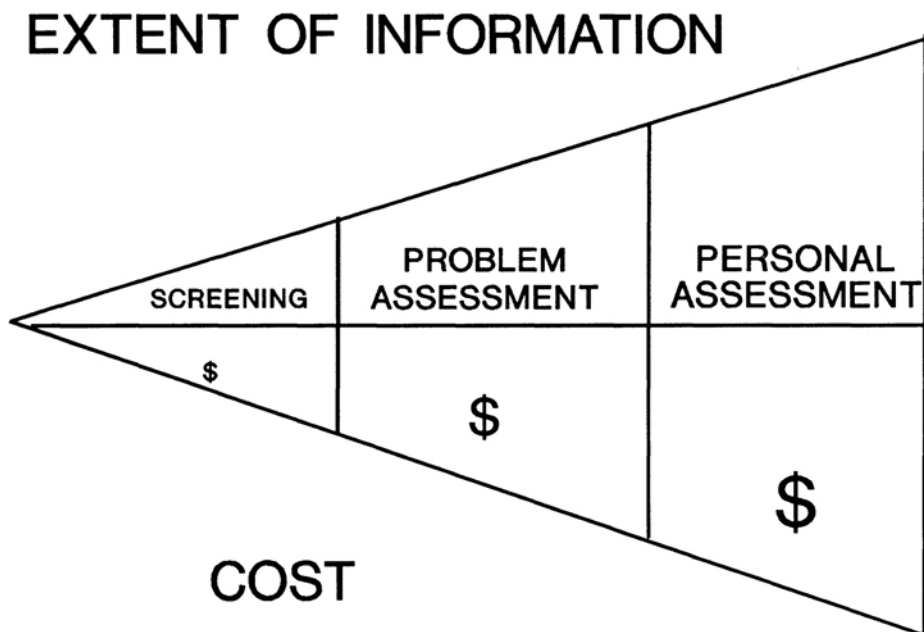 EXTENT OF INFORMATION
SCREENING
PROBLEM
ASSESSMENT
PERSONAL
ASSESSMENT
$
$
$
COST